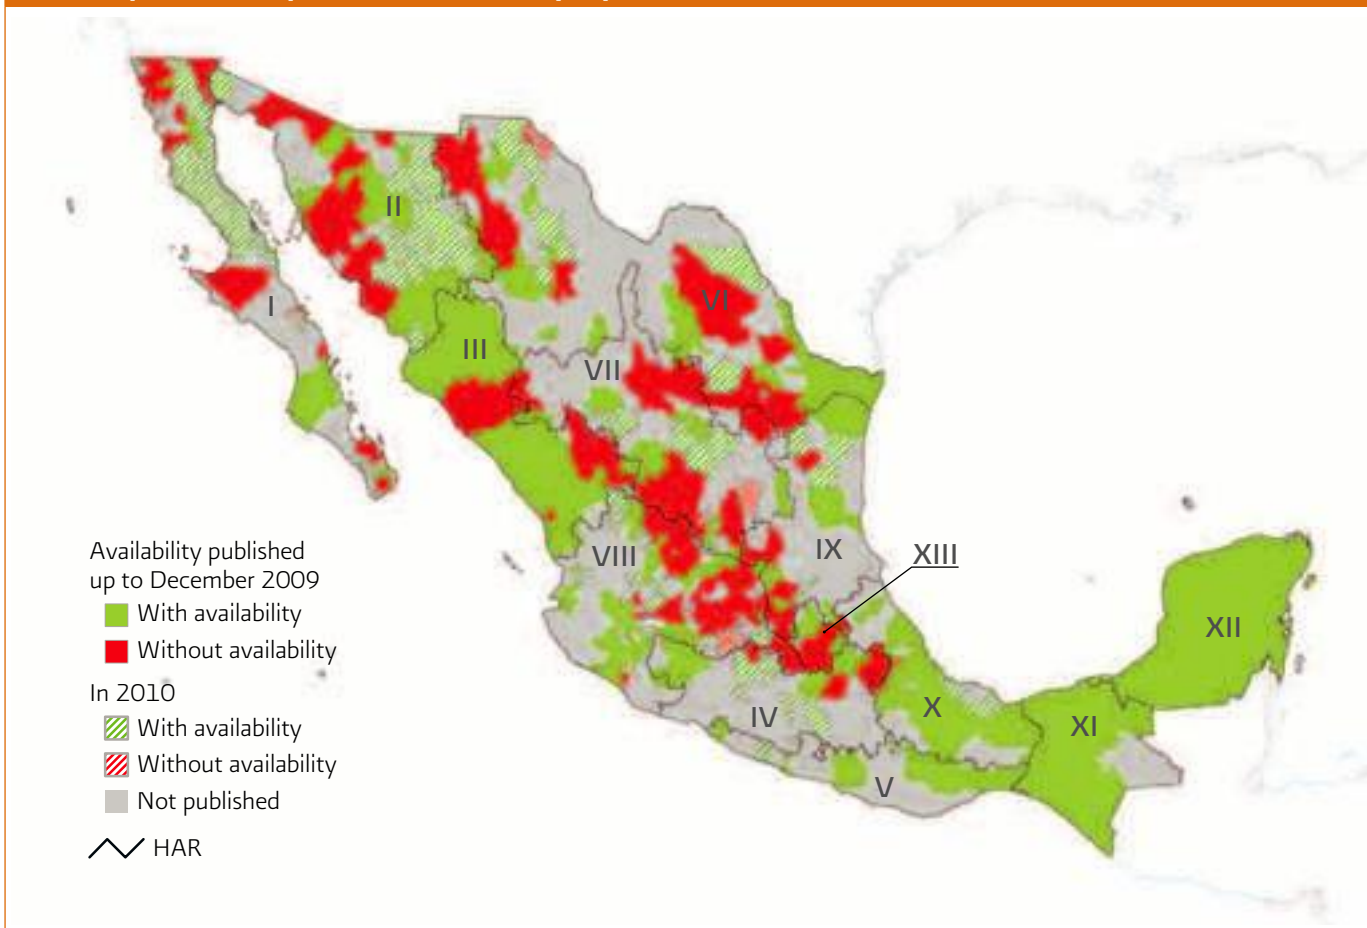 II
VI
I
III
VII
IX
XIII
VIII
XII
IV
X
XI
V
Availability published
up to December 2009
With availability
Without availability
In 2010
With availability
Without availability
Not published
HAR